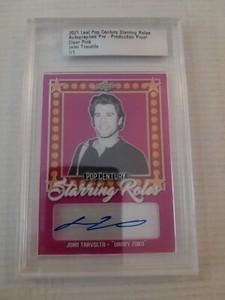 2021 Leaf Pop Century Starring Roles
Autographed Pre - Production Proof
Clear Pink
John Travolta
1/1
LEAF
POP CENTURY
Starring Roles
JOHN TRAVOLTA - "DANNY ZUKO"